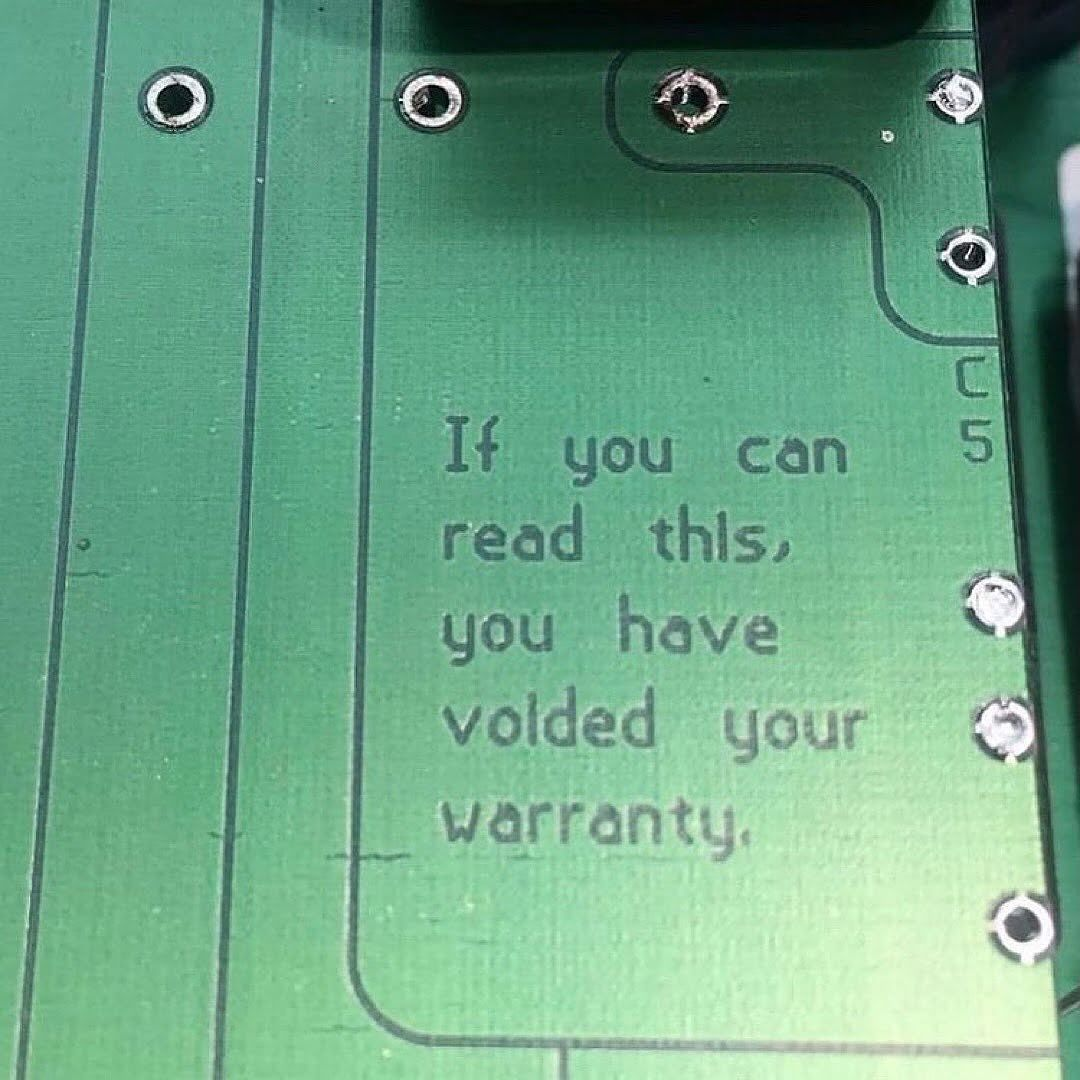 If you can
read this,
you have
voided your
warranty.
C
5